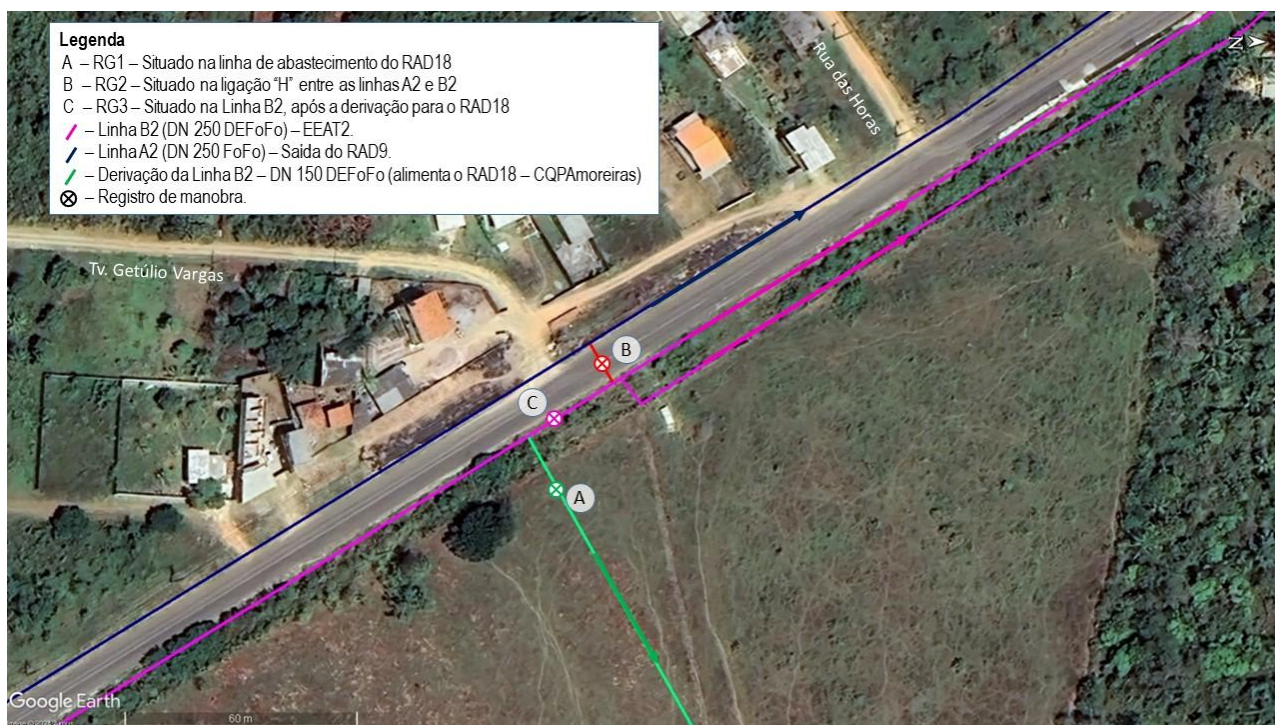 Legenda
A – RG1 – Situado na linha de abastecimento do RAD18
B – RG2 – Situado na ligação “H” entre as linhas A2 e B2
C – RG3 – Situado na Linha B2, após a derivação para o RAD18
– Linha B2 (DN 250 DEFoFo) – EEAT2.
– Linha A2 (DN 250 FoFo) – Saída do RAD9.
– Derivação da Linha B2 – DN 150 DEFoFo (alimenta o RAD18 – CQPAmoreiras)
– Registro de manobra.
N
Rua das Horas
Tv. Getúlio Vargas
B
C
A
Google Earth
60 m